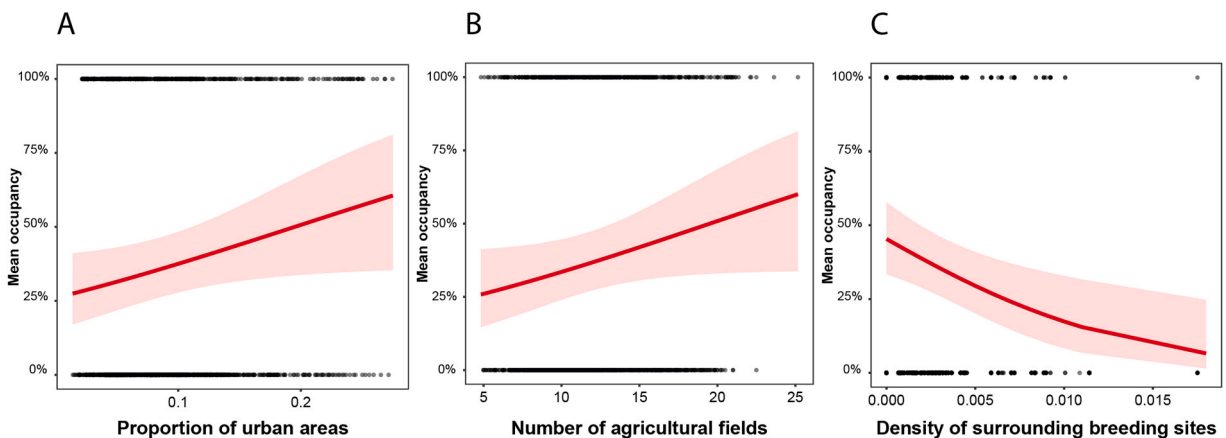 A
100%
75%
50%
25%
0%
Mean occupancy
0.1 0.2
Proportion of urban areas
B
100%
75%
50%
25%
0%
Mean occupancy
5 10 15 20 25
Number of agricultural fields
C
100%
75%
50%
25%
0%
Mean occupancy
0.000 0.005 0.010 0.015
Density of surrounding breeding sites